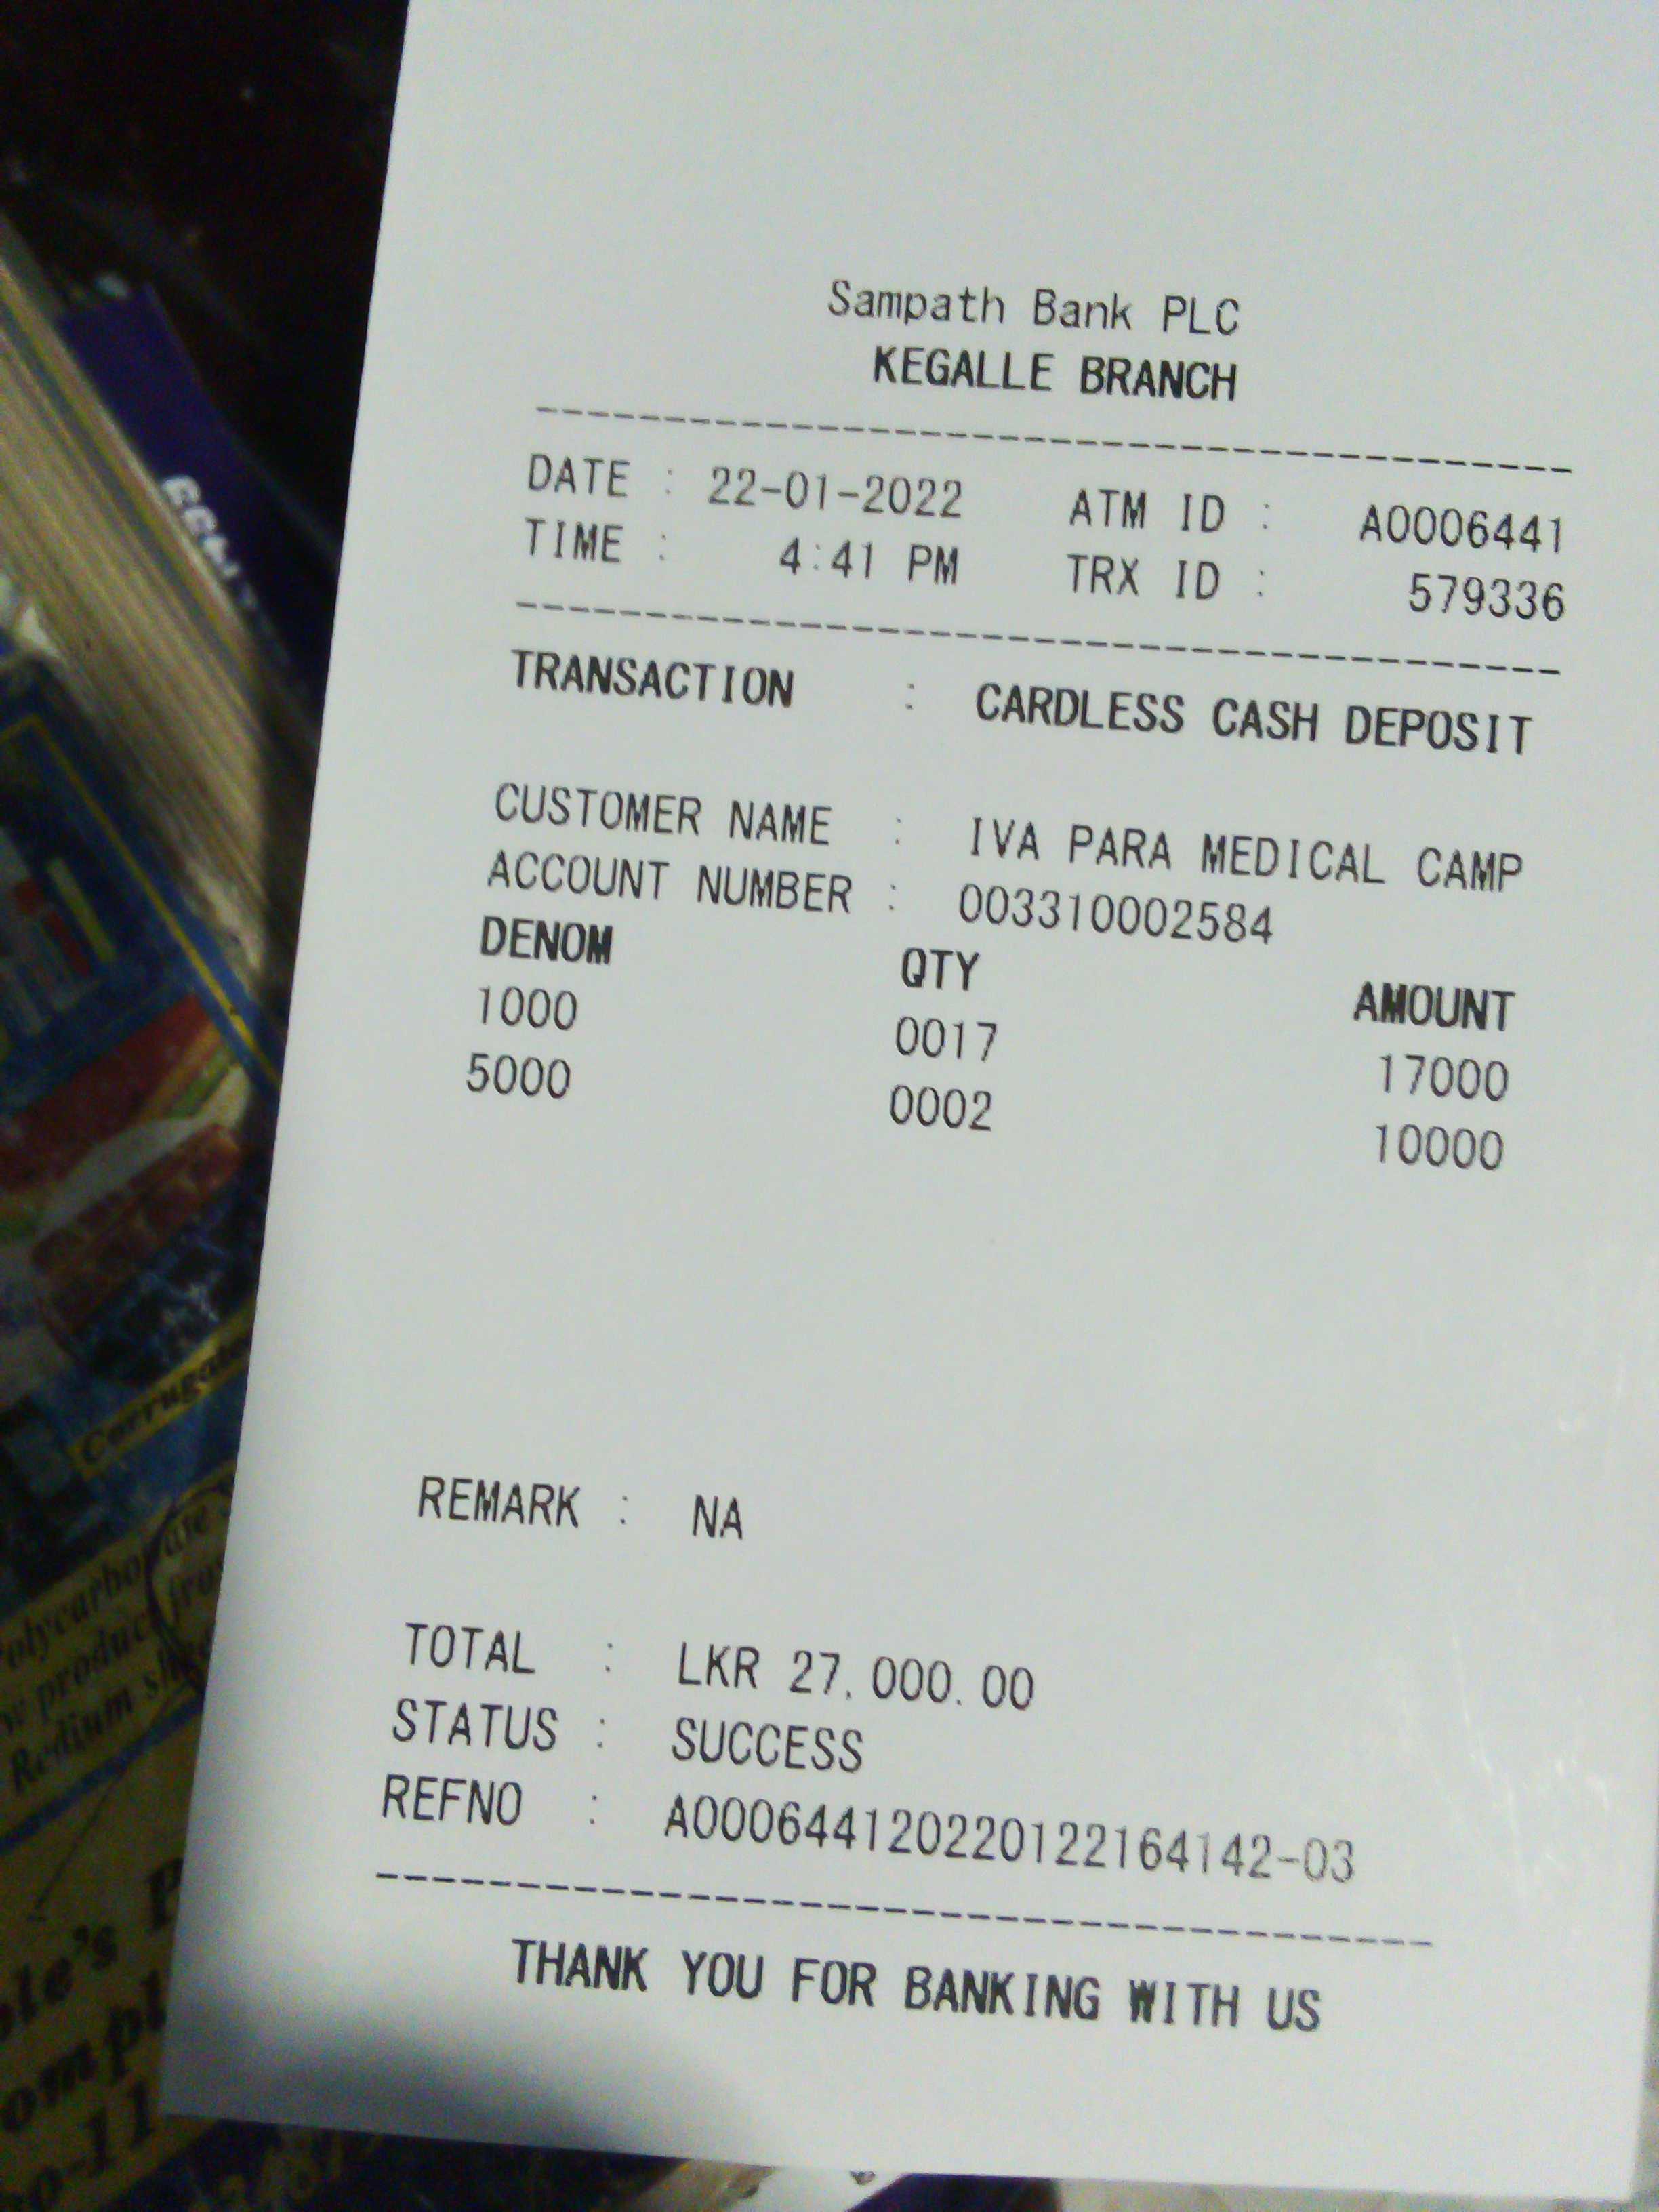 Sampath Bank PLC
KEGALLE BRANCH
DATE : 22-01-2022 ATM ID : A0006441
TIME : 4:41 PM TRX ID : 579336
TRANSACTION : CARDLESS CASH DEPOSIT
CUSTOMER NAME : IVA PARA MEDICAL CAMP
ACCOUNT NUMBER : 003310002584
DENOM QTY AMOUNT
1000 0017 17000
5000 0002 10000
REMARK : NA
TOTAL : LKR 27,000.00
STATUS : SUCCESS
REFNO : A000644120220122164142-03
THANK YOU FOR BANKING WITH US